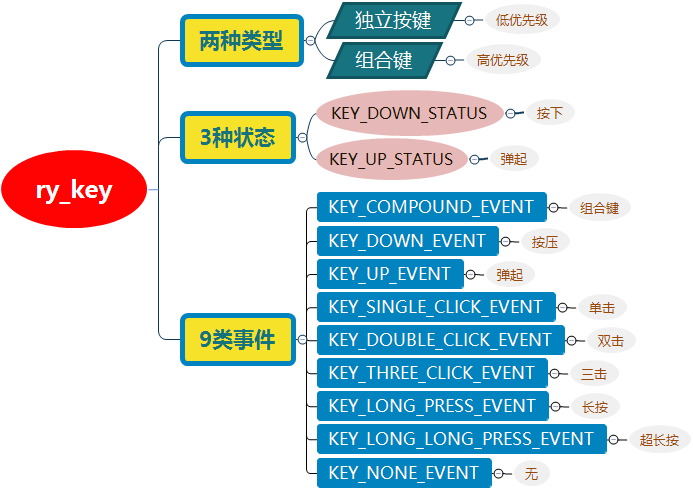 ry_key
两种类型
独立按键
低优先级
组合键
高优先级
3种状态
KEY_DOWN_STATUS
按下
KEY_UP_STATUS
弹起
9类事件
KEY_COMPOUND_EVENT
组合键
KEY_DOWN_EVENT
按压
KEY_UP_EVENT
弹起
KEY_SINGLE_CLICK_EVENT
单击
KEY_DOUBLE_CLICK_EVENT
双击
KEY_THREE_CLICK_EVENT
三击
KEY_LONG_PRESS_EVENT
长按
KEY_LONG_LONG_PRESS_EVENT
超长按
KEY_NONE_EVENT
无